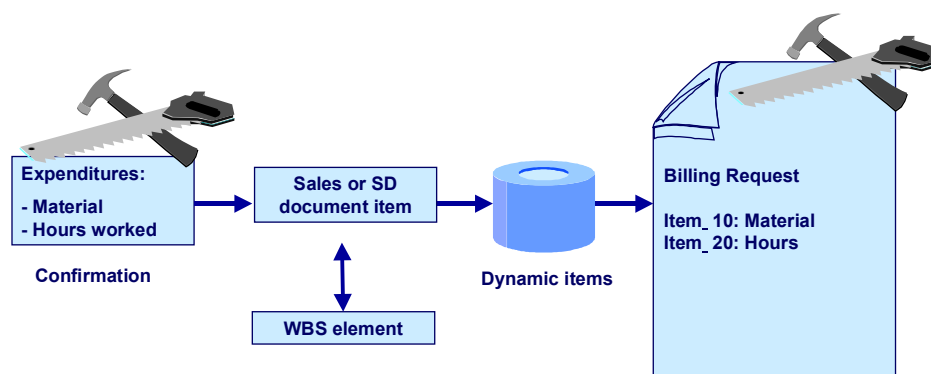 Expenditures:
- Material
- Hours worked
Confirmation
Sales or SD
document item
WBS element
Dynamic items
Billing Request
Item_ 10: Material
Item_ 20: Hours